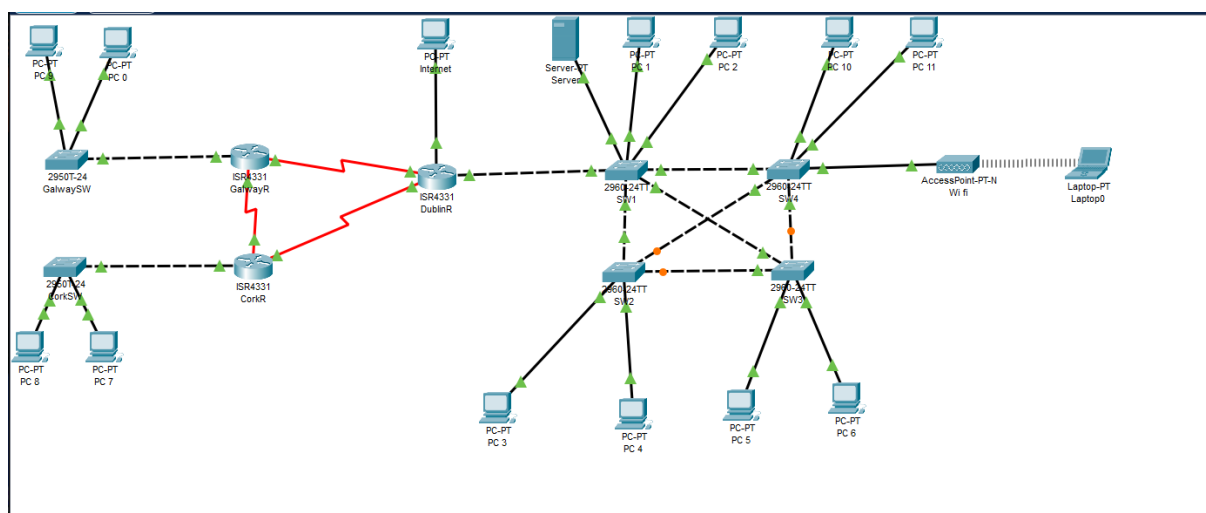 PC-PT
PC 9
PC-PT
PC 0
PC-PT
Internet
Server-PT
Server
PC-PT
PC 1
PC-PT
PC 2
PC-PT
PC 10
PC-PT
PC 11
2950T-24
GalwaySW
ISR4331
GalwayR
ISR4331
DublinR
2960-24TT
SW1
2960-24TT
SW4
AccessPoint-PT-N
Wi fi
Laptop-PT
Laptop0
2950T-24
CorkSW
ISR4331
CorkR
2960-24TT
SW2
2960-24TT
SW3
PC-PT
PC 8
PC-PT
PC 7
PC-PT
PC 3
PC-PT
PC 4
PC-PT
PC 5
PC-PT
PC 6